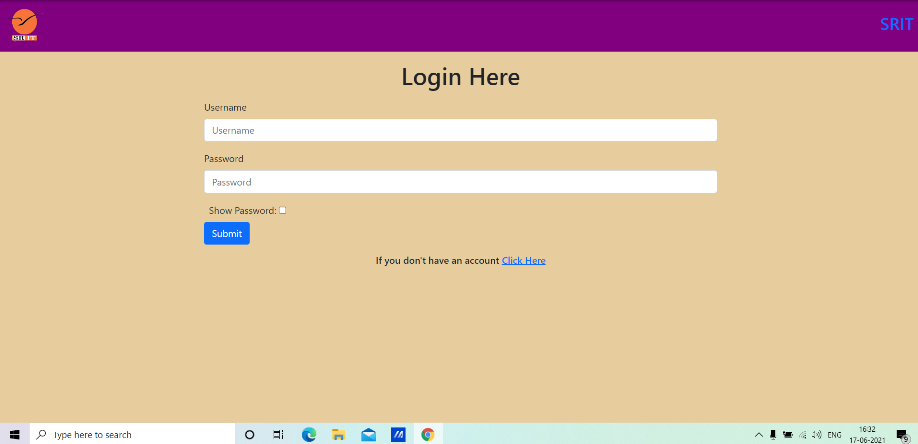 SRIT
Login Here
Username
Username
Password
Password
Show Password:
Submit
If you don't have an account Click Here
Type here to search
ENG
16:32
17-06-2021
9